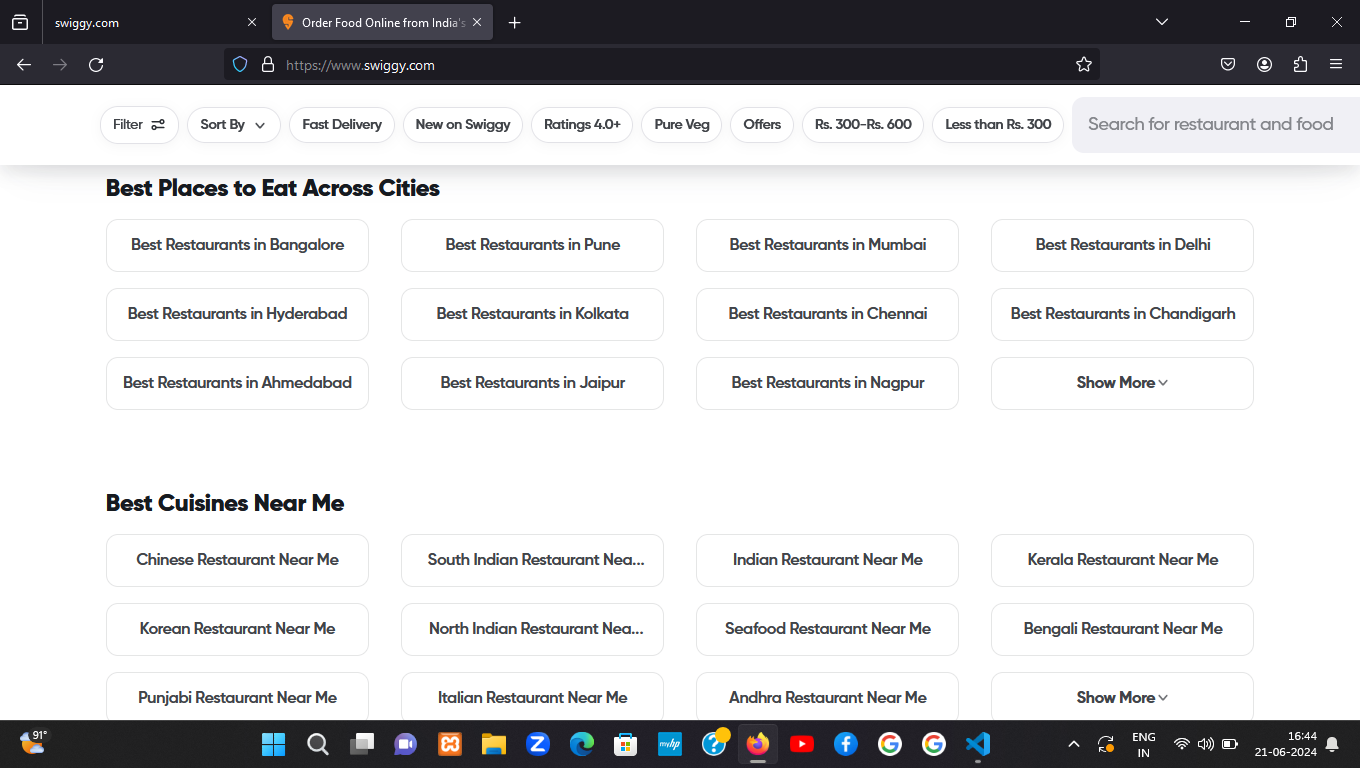 swiggy.com
Order Food Online from India's
https://www.swiggy.com
Filter
Sort By
Fast Delivery
New on Swiggy
Ratings 4.0+
Pure Veg
Offers
Rs. 300-Rs. 600
Less than Rs. 300
Search for restaurant and food
Best Places to Eat Across Cities
Best Restaurants in Bangalore
Best Restaurants in Pune
Best Restaurants in Mumbai
Best Restaurants in Delhi
Best Restaurants in Hyderabad
Best Restaurants in Kolkata
Best Restaurants in Chennai
Best Restaurants in Chandigarh
Best Restaurants in Ahmedabad
Best Restaurants in Jaipur
Best Restaurants in Nagpur
Show More
Best Cuisines Near Me
Chinese Restaurant Near Me
South Indian Restaurant Nea...
Indian Restaurant Near Me
Kerala Restaurant Near Me
Korean Restaurant Near Me
North Indian Restaurant Nea...
Seafood Restaurant Near Me
Bengali Restaurant Near Me
Punjabi Restaurant Near Me
Italian Restaurant Near Me
Andhra Restaurant Near Me
Show More
91°
myhp
ENG
IN
16:44
21-06-2024